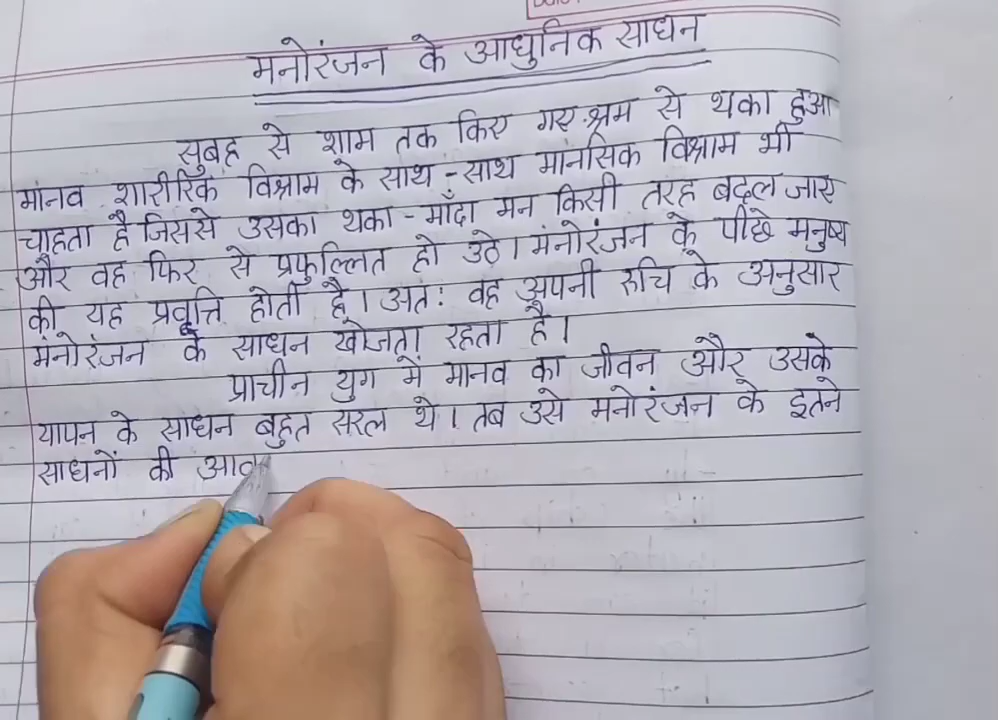 मनोरंजन के आधुनिक साधन
सुबह से शाम तक किए गए श्रम से थका हुआ
मानव शारीरिक विश्राम के साथ-साथ मानसिक विश्राम भी
चाहता है जिससे उसका थका-माँदा मन किसी तरह बदल जाए
और वह फिर से प्रफुल्लित हो उठे। मनोरंजन के पीछे मनुष्य
की यह प्रवृत्ति होती है। अतः वह अपनी रुचि के अनुसार
मनोरंजन के साधन खोजता रहता है।
प्राचीन युग में मानव का जीवन और उसके
यापन के साधन बहुत सरल थे। तब उसे मनोरंजन के इतने
साधनों की आव